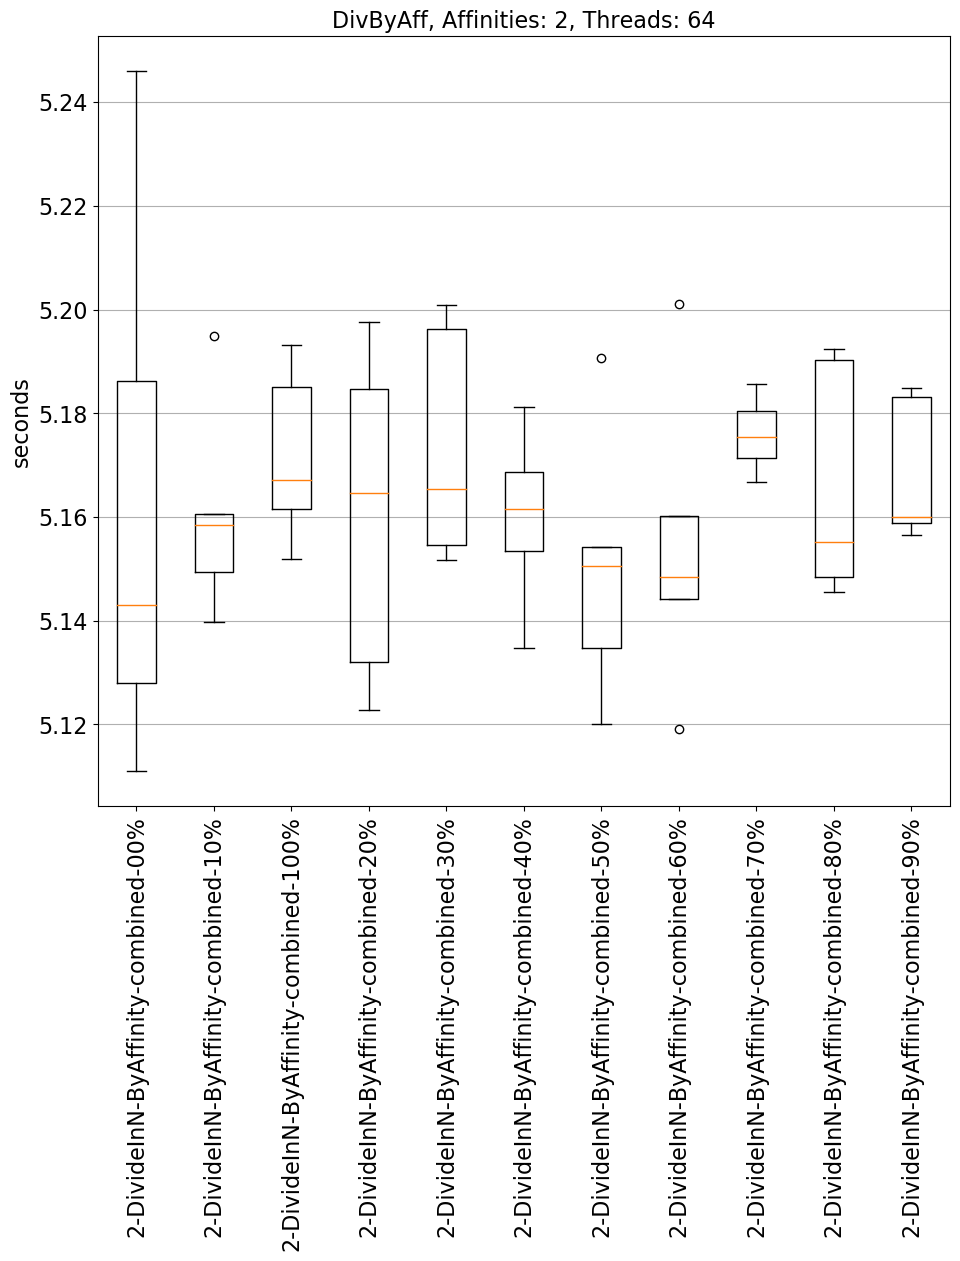 DivByAff, Affinities: 2, Threads: 64
seconds
5.24
5.22
5.20
5.18
5.16
5.14
5.12
2-DivideInN-ByAffinity-combined-00%
2-DivideInN-ByAffinity-combined-10%
2-DivideInN-ByAffinity-combined-100%
2-DivideInN-ByAffinity-combined-20%
2-DivideInN-ByAffinity-combined-30%
2-DivideInN-ByAffinity-combined-40%
2-DivideInN-ByAffinity-combined-50%
2-DivideInN-ByAffinity-combined-60%
2-DivideInN-ByAffinity-combined-70%
2-DivideInN-ByAffinity-combined-80%
2-DivideInN-ByAffinity-combined-90%